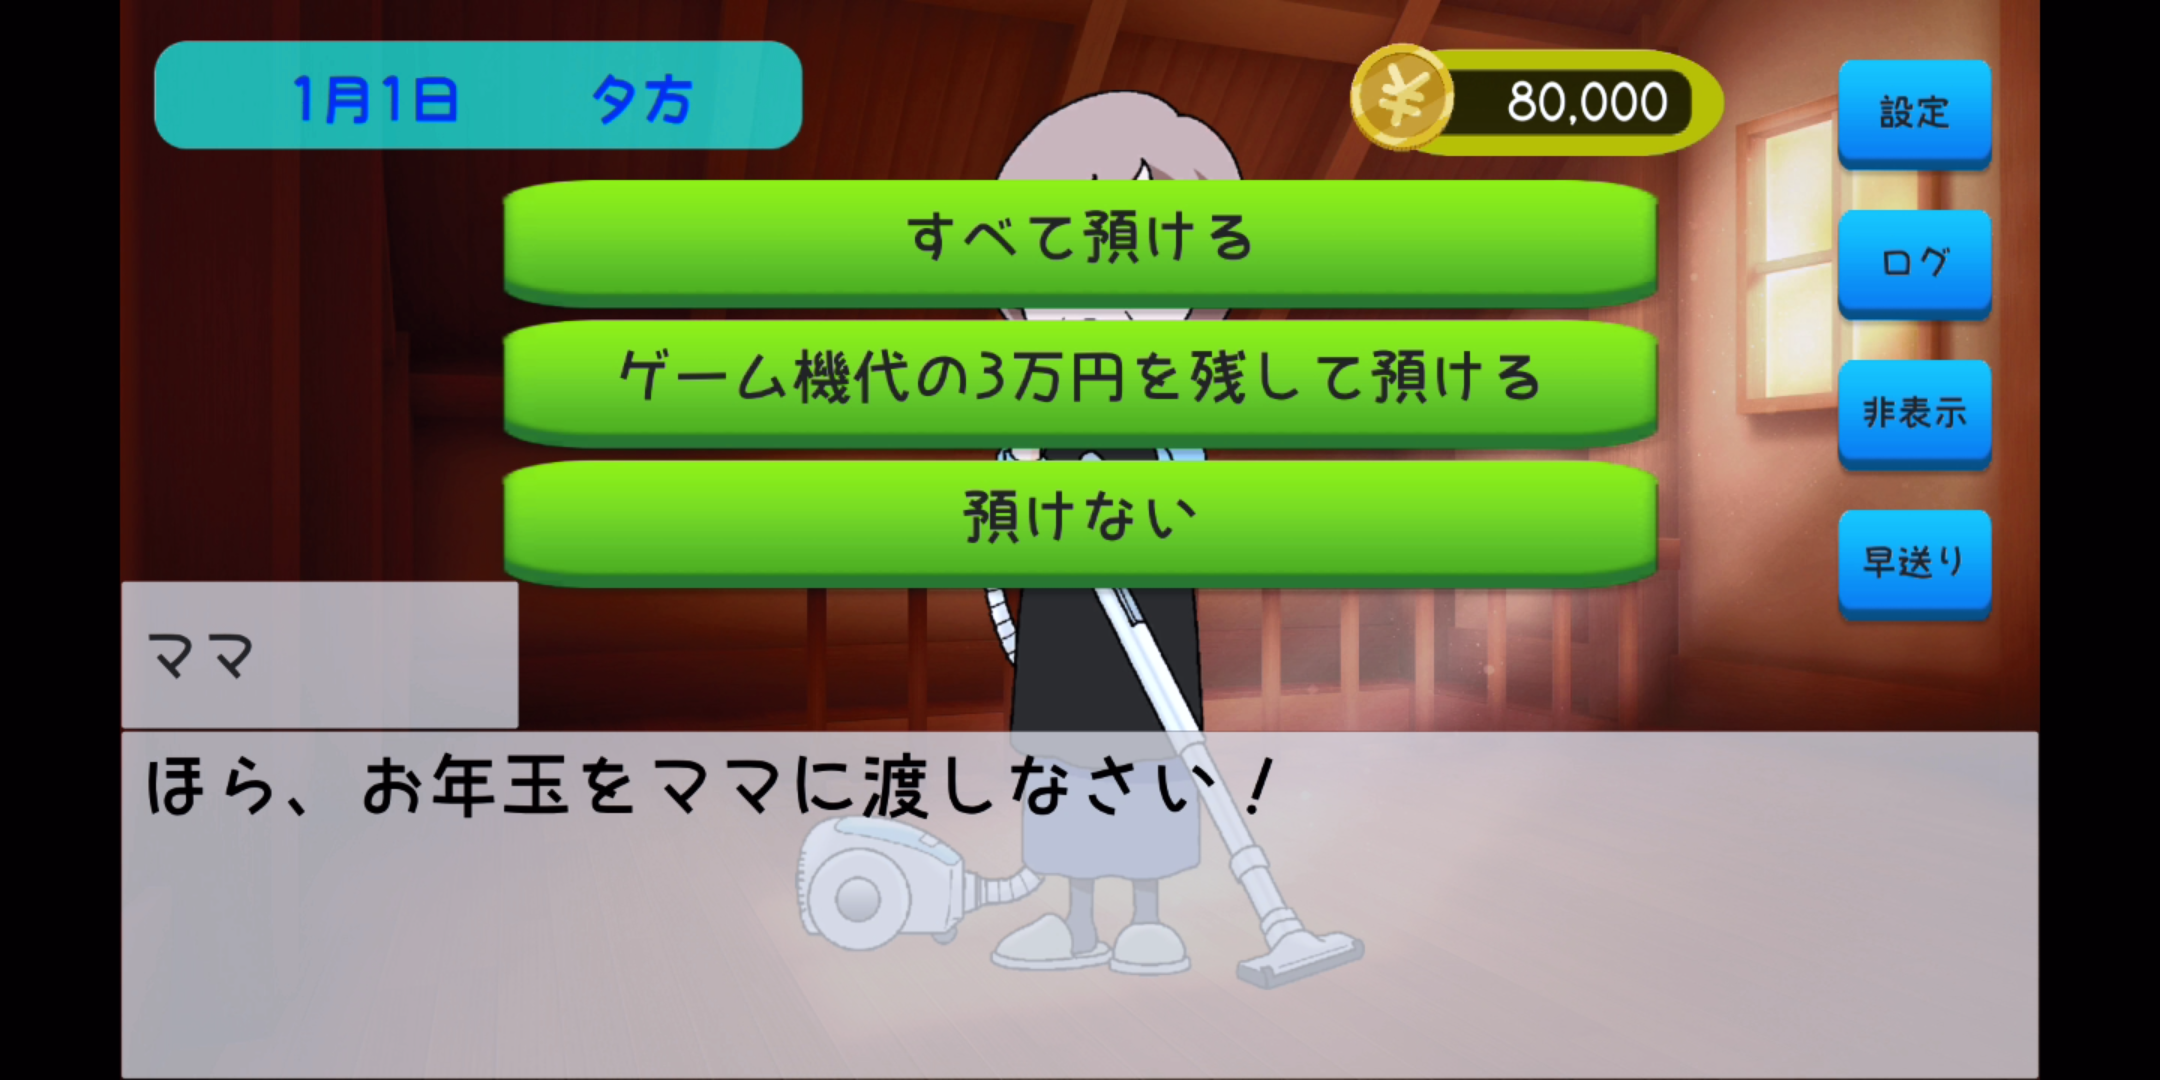 1月1日 夕方
80,000
設定
すべて預ける
ログ
ゲーム機代の3万円を残して預ける
非表示
預けない
早送り
ママ
ほら、お年玉をママに渡しなさい！